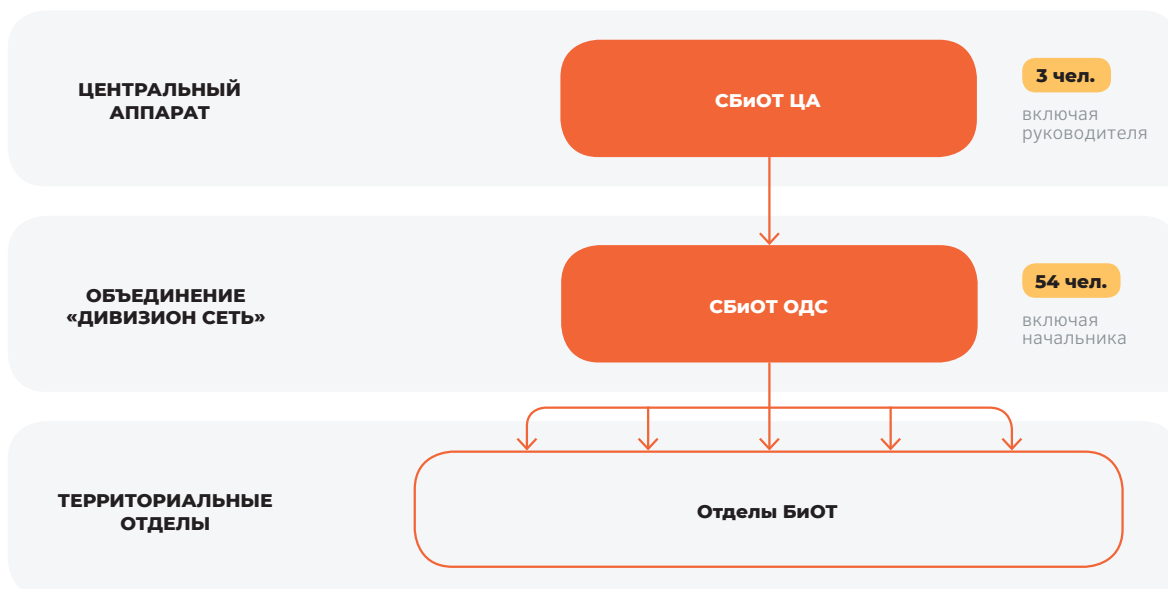 ЦЕНТРАЛЬНЫЙ
АППАРАТ
СБиОТ ЦА
3 чел.
включая
руководителя
ОБЪЕДИНЕНИЕ
«ДИВИЗИОН СЕТЬ»
СБиОТ ОДС
54 чел.
включая
начальника
ТЕРРИТОРИАЛЬНЫЕ
ОТДЕЛЫ
Отделы БиОТ